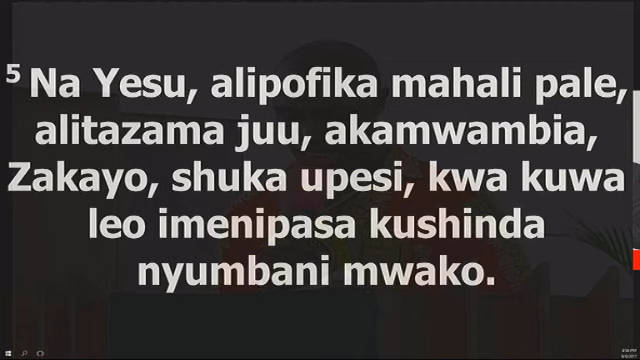 5 Na Yesu, alipofika mahali pale,
alitazama juu, akamwambia,
Zakayo, shuka upesi, kwa kuwa
leo imenipasa kushinda
nyumbani mwako.